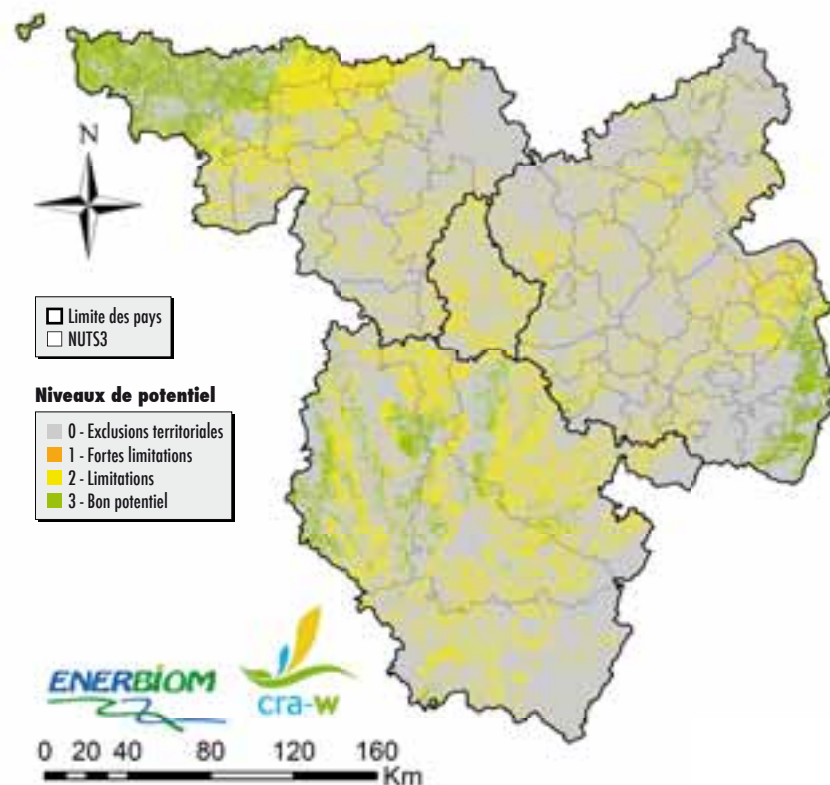 N
Limite des pays
NUTS3
Niveaux de potentiel
0 - Exclusions territoriales
1 - Fortes limitations
2 - Limitations
3 - Bon potentiel
ENERBIOM
cra-w
0 20 40 80 120 160
Km